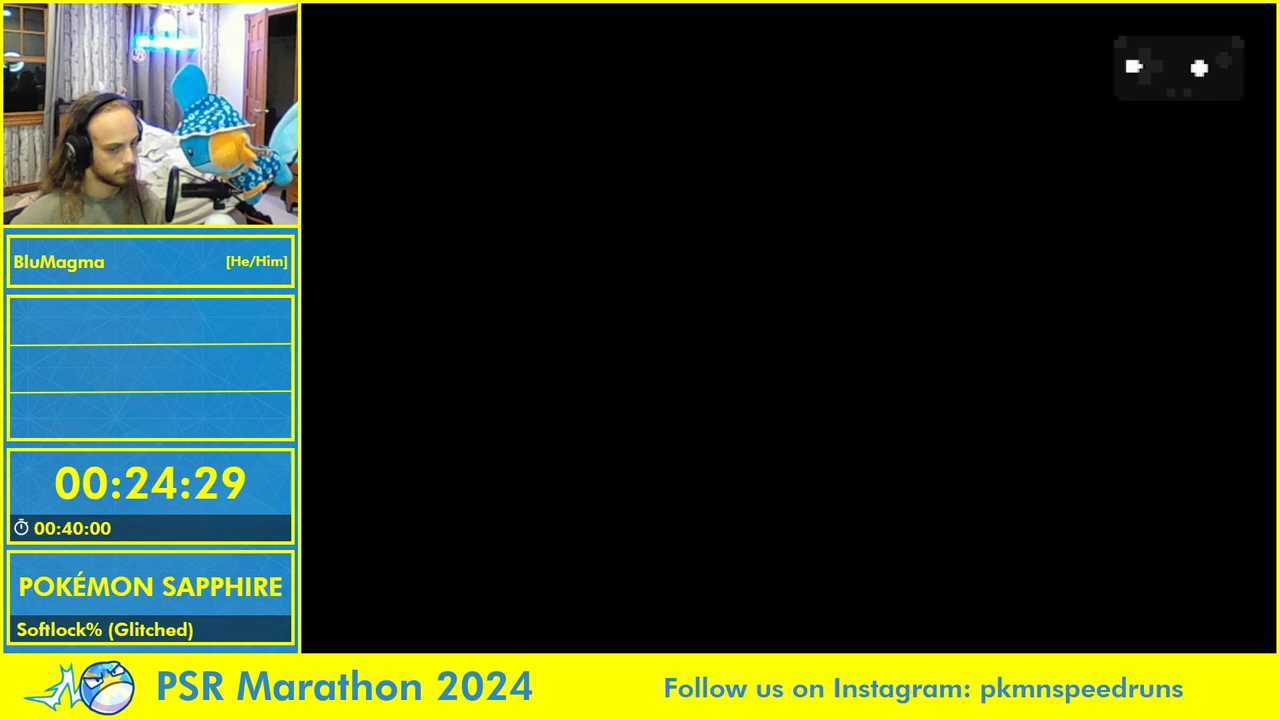 BluMagma
[He/Him]
00:24:29
00:40:00
POKÉMON SAPPHIRE
Softlock% (Glitched)
PSR Marathon 2024
Follow us on Instagram: pkmnspeedruns